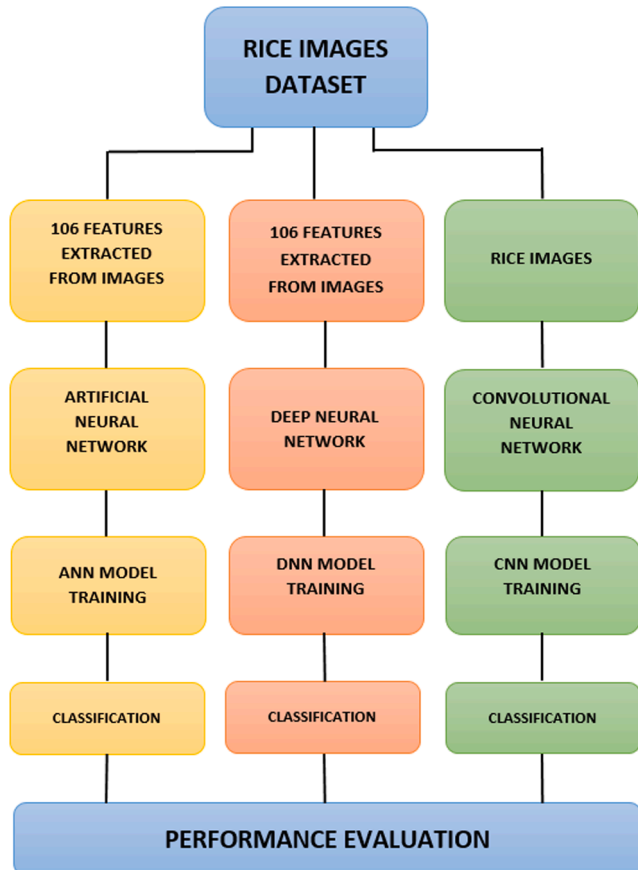 RICE IMAGES
DATASET
106 FEATURES
EXTRACTED
FROM IMAGES
106 FEATURES
EXTRACTED
FROM IMAGES
RICE IMAGES
ARTIFICIAL
NEURAL
NETWORK
DEEP NEURAL
NETWORK
CONVOLUTIONAL
NEURAL
NETWORK
ANN MODEL
TRAINING
DNN MODEL
TRAINING
CNN MODEL
TRAINING
CLASSIFICATION
CLASSIFICATION
CLASSIFICATION
PERFORMANCE EVALUATION